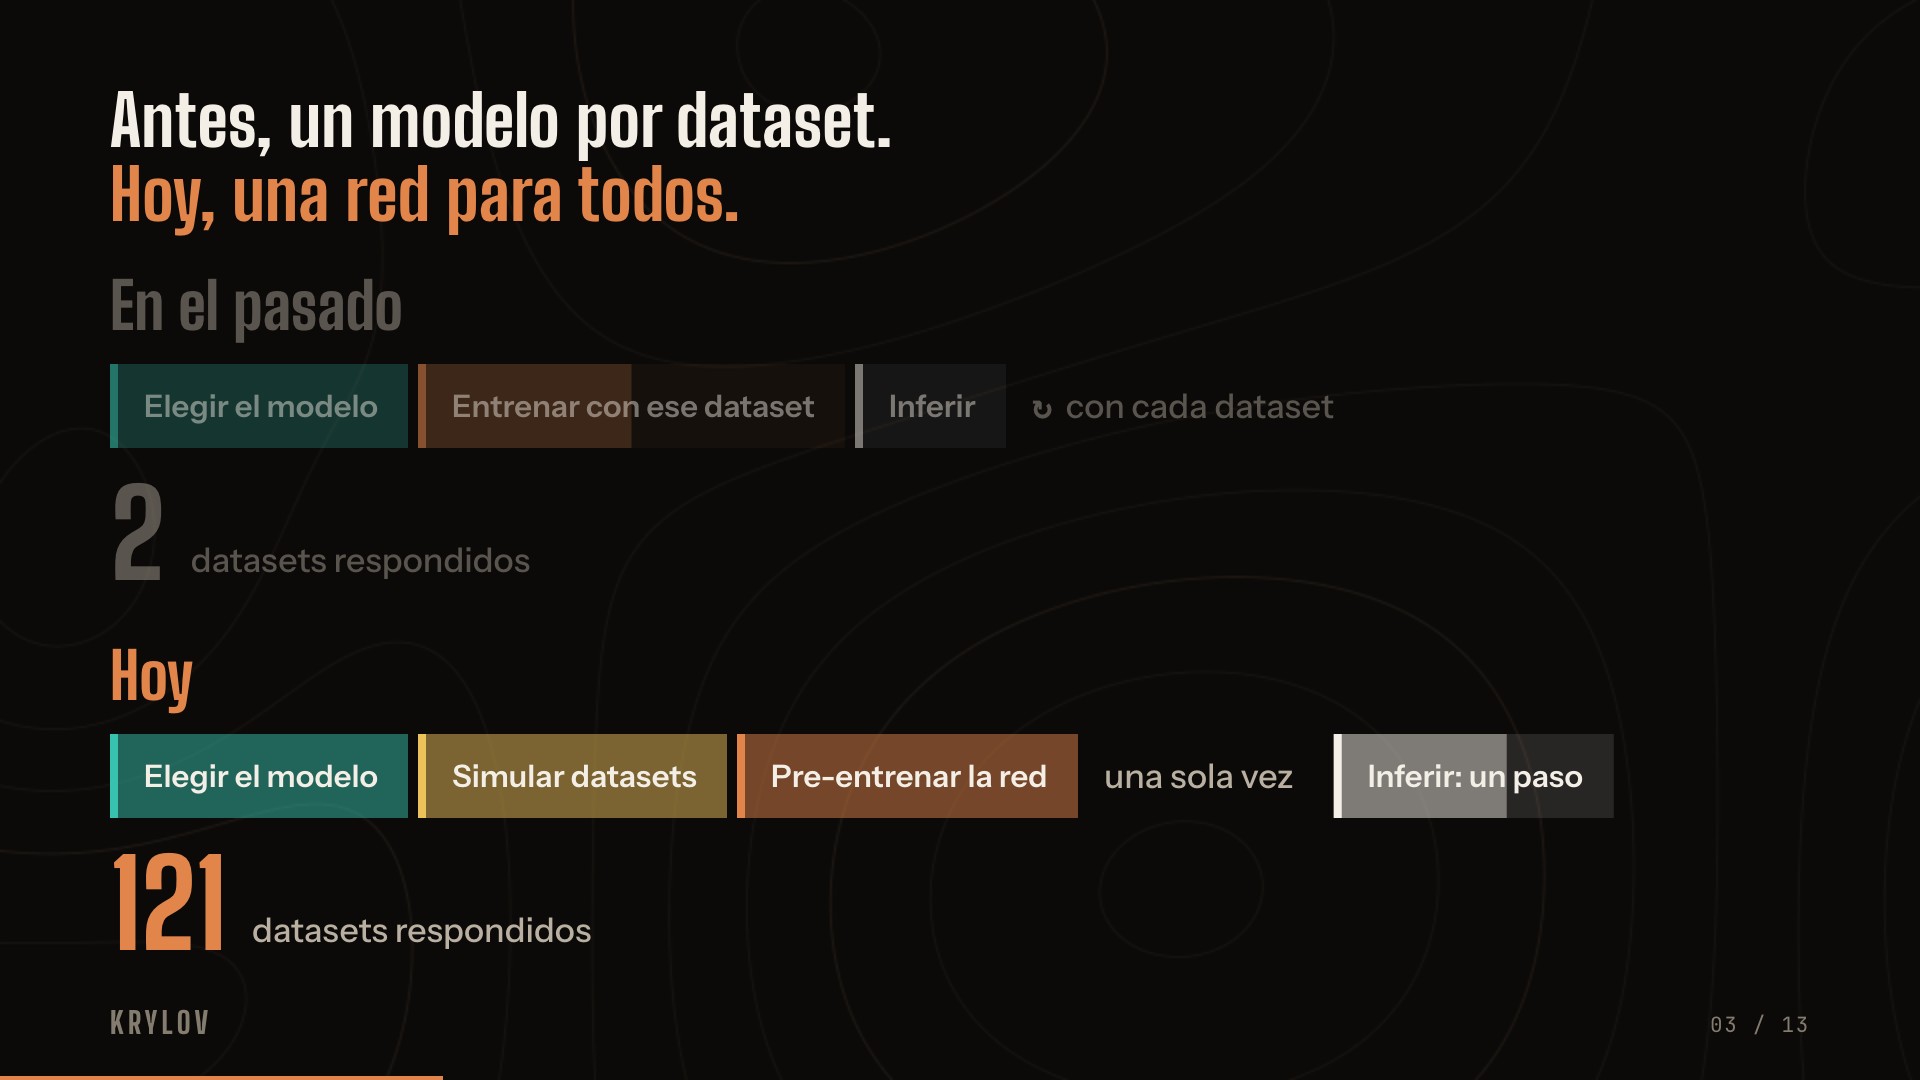 Antes, un modelo por dataset.
Hoy, una red para todos.
En el pasado
Elegir el modelo Entrenar con ese dataset Inferir ↻ con cada dataset
2 datasets respondidos
Hoy
Elegir el modelo Simular datasets Pre-entrenar la red una sola vez Inferir: un paso
121 datasets respondidos
KRYLOV 03 / 13